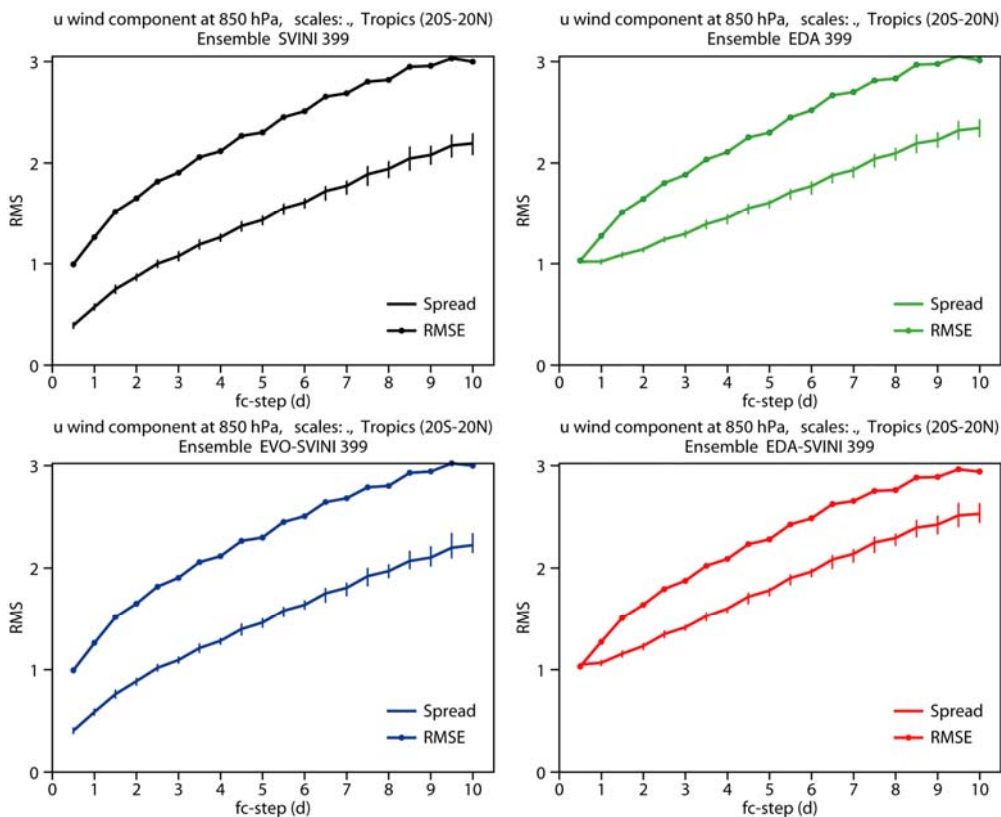 u wind component at 850 hPa, scales: ., Tropics (20S-20N)
Ensemble SVINI 399
3
2
1
0
RMS
Spread
RMSE
0 1 2 3 4 5 6 7 8 9 10
fc-step (d)
u wind component at 850 hPa, scales: ., Tropics (20S-20N)
Ensemble EDA 399
3
2
1
0
RMS
Spread
RMSE
0 1 2 3 4 5 6 7 8 9 10
fc-step (d)
u wind component at 850 hPa, scales: ., Tropics (20S-20N)
Ensemble EVO-SVINI 399
3
2
1
0
RMS
Spread
RMSE
0 1 2 3 4 5 6 7 8 9 10
fc-step (d)
u wind component at 850 hPa, scales: ., Tropics (20S-20N)
Ensemble EDA-SVINI 399
3
2
1
0
RMS
Spread
RMSE
0 1 2 3 4 5 6 7 8 9 10
fc-step (d)